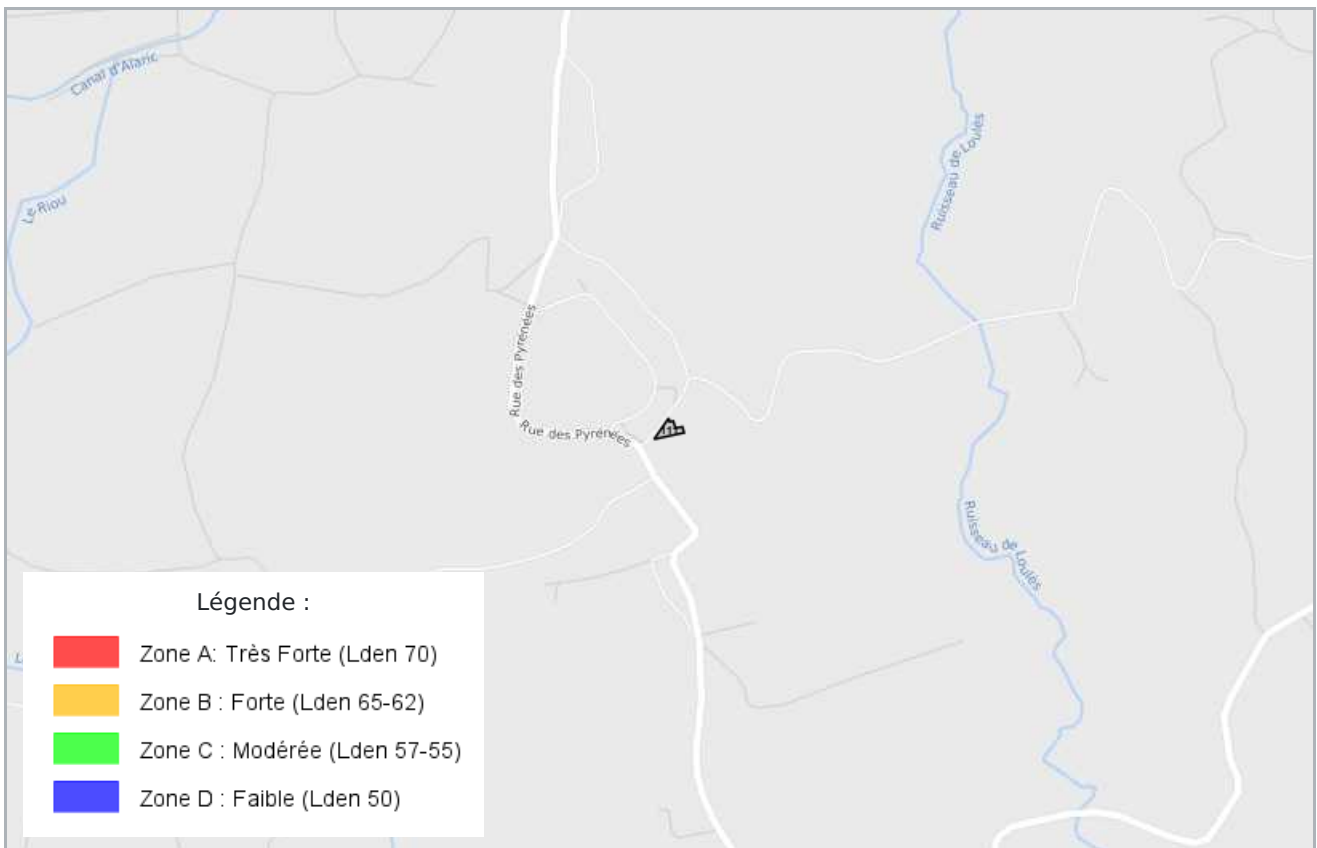 Canal d'Alaric
Le Riou
Ruisseau de Loulès
Rue des Pyrénées
Rue des Pyrénées
Ruisseau de Loulès
Légende :
Zone A: Très Forte (Lden 70)
Zone B : Forte (Lden 65-62)
Zone C : Modérée (Lden 57-55)
Zone D : Faible (Lden 50)